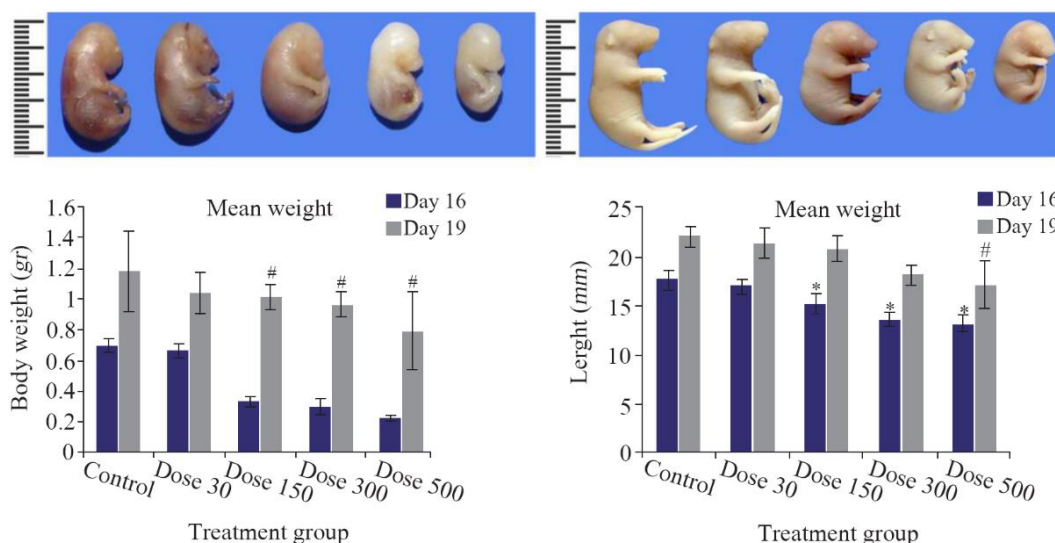 Mean weight
Day 16
Day 19
1.6
1.4
1.2
1
0.8
0.6
0.4
0.2
0
Body weight (gr)
#
#
#
Control
Dose 30
Dose 150
Dose 300
Dose 500
Treatment group
Mean weight
Day 16
Day 19
25
20
15
10
5
0
Lerght (mm)
*
*
*
#
Control
Dose 30
Dose 150
Dose 300
Dose 500
Treatment group